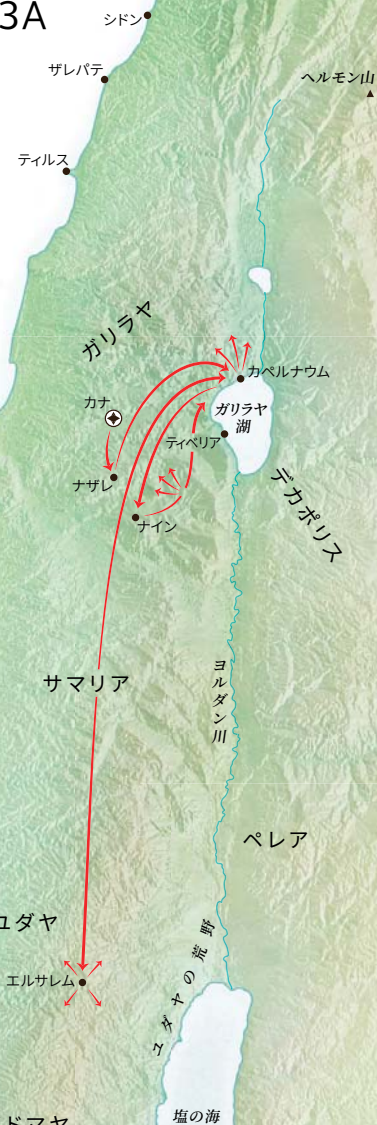 3A
シドン
ザレパテ
ヘルモン山
ティルス
ガリラヤ
カペルナウム
カナ
ガリラヤ
湖
ティベリア
ナザレ
デカポリス
ナイン
ヨルダン川
サマリア
ペレア
ユダヤ
ユダヤの荒野
エルサレム
塩の海
ドマヤ